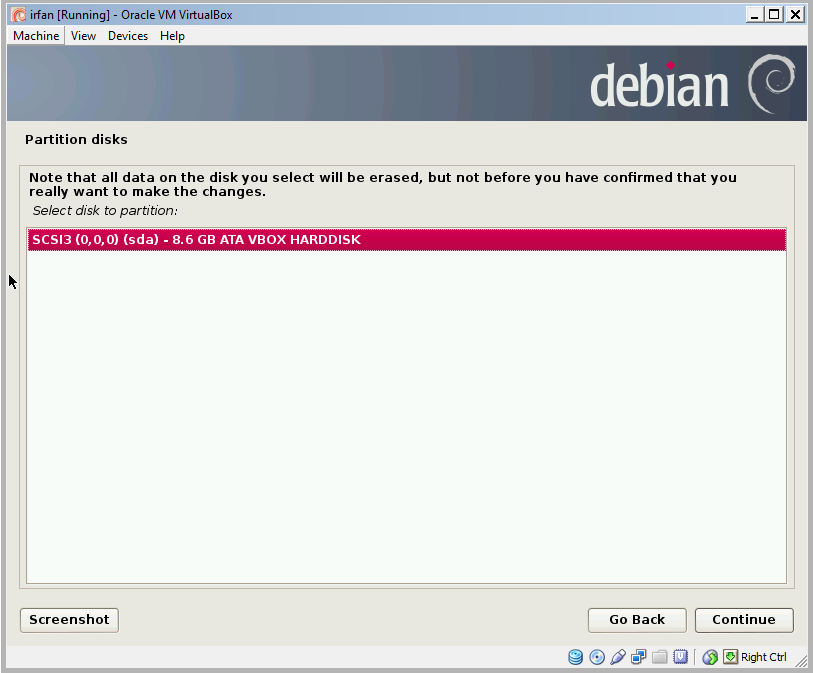 irfan [Running] - Oracle VM VirtualBox
Machine View Devices Help
debian
Partition disks
Note that all data on the disk you select will be erased, but not before you have confirmed that you
really want to make the changes.
Select disk to partition:
SCSI3 (0,0,0) (sda) - 8.6 GB ATA VBOX HARDDISK
Screenshot Go Back Continue
Right Ctrl